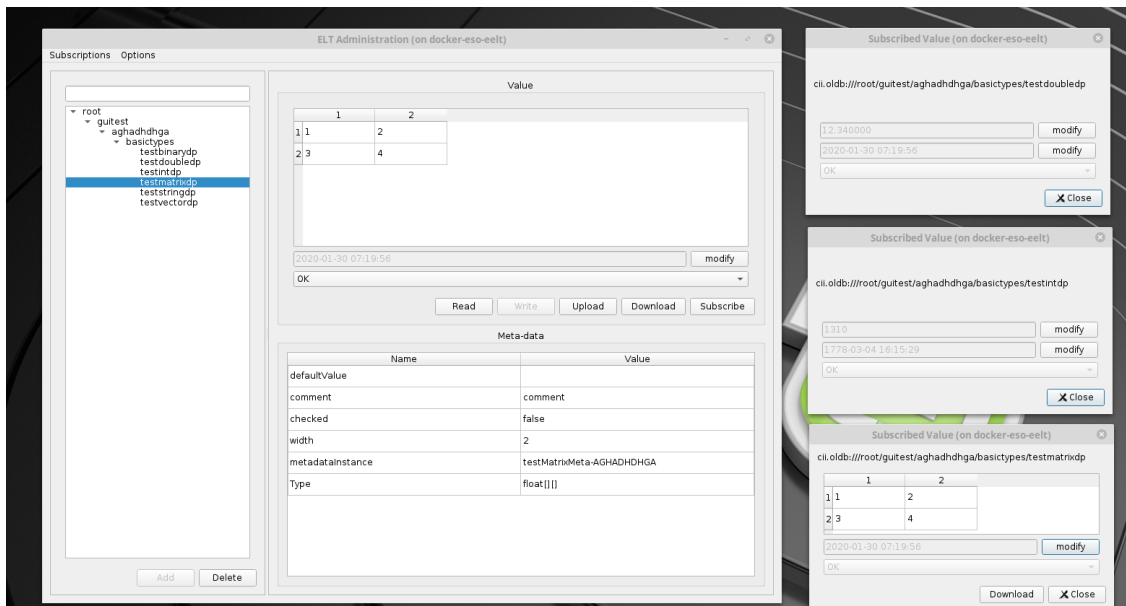 ELT Administration (on docker-eso-eelt)
Subscriptions Options
root
guitest
aghadhdhga
basictypes
testbinarydp
testdoubledp
testintdp
testmatrixdp
teststringdp
testvectordp
Add Delete
Value
1 2
1 1 2
2 3 4
2020-01-30 07:19:56 modify
OK
Read Write Upload Download Subscribe
Meta-data
Name Value
defaultValue
comment comment
checked false
width 2
metadataInstance testMatrixMeta-AGHADHDHGA
Type float[][]
Subscribed Value (on docker-eso-eelt)
cii.oldb:///root/guitest/aghadhdhga/basictypes/testdoubledp
12.340000 modify
2020-01-30 07:19:56 modify
OK
Close
Subscribed Value (on docker-eso-eelt)
cii.oldb:///root/guitest/aghadhdhga/basictypes/testintdp
1310 modify
1778-03-04 16:15:29 modify
OK
Close
Subscribed Value (on docker-eso-eelt)
cii.oldb:///root/guitest/aghadhdhga/basictypes/testmatrixdp
1 2
1 1 2
2 3 4
2020-01-30 07:19:56 modify
OK
Download Close